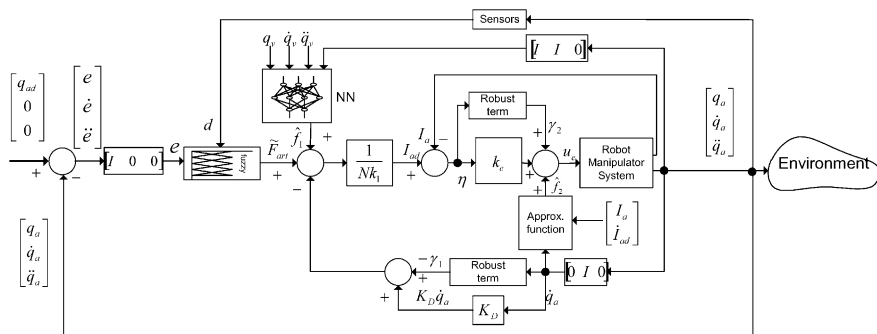 Sensors
[I I 0]
q_v q̇_v q̈_v
NN
[q_ad 0 0]
[e ė ë]
d
f̂_1
I_a
Robust term
γ_2
[q_a q̇_a q̈_a]
+
−
[I 0 0]
e
fuzzy
F̃_art
+
+
−
1/(Nk_1)
I_ad
+
−
η
k_e
+
+
+
u_e
f̂_2
Robot Manipulator System
Environment
[q_a q̇_a q̈_a]
Approx. function
[I_a İ_ad]
−γ_1
+
Robust term
[0 I 0]
+
K_D q̇_a
K_D
q̇_a